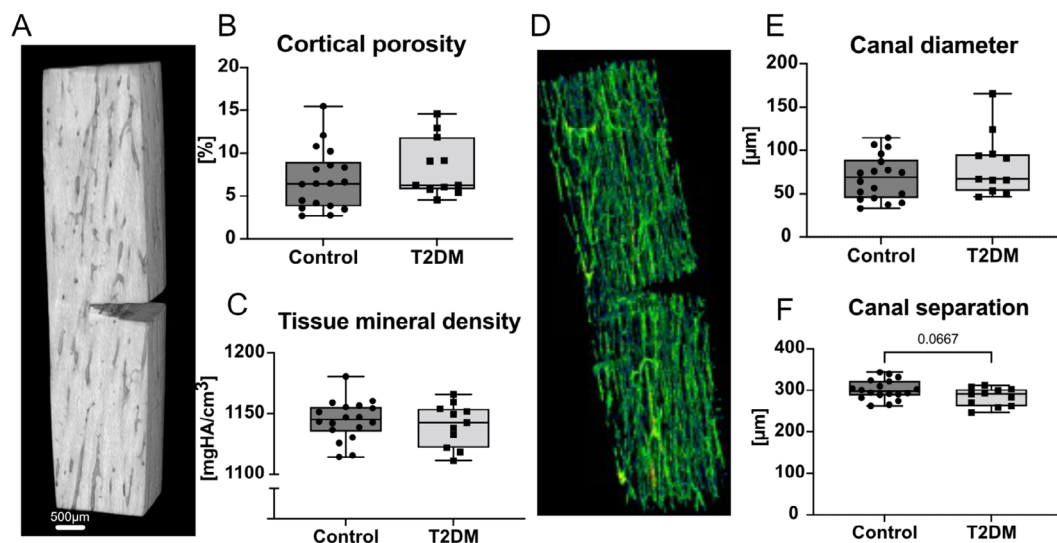 A
500µm
B
Cortical porosity
[%]
20
15
10
5
0
Control
T2DM
C
Tissue mineral density
[mgHA/cm³]
1200
1150
1100
Control
T2DM
D
E
Canal diameter
[µm]
200
150
100
50
0
Control
T2DM
F
Canal separation
0.0667
[µm]
400
300
200
100
0
Control
T2DM